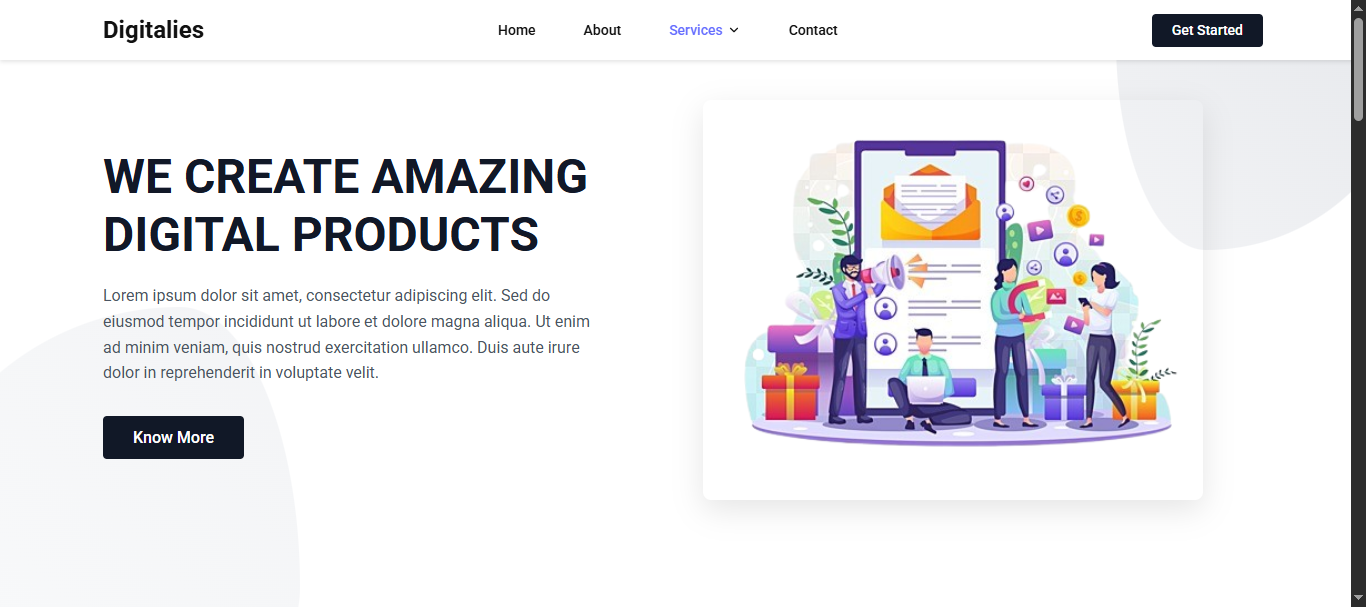 Digitalies
Home
About
Services
Contact
Get Started
WE CREATE AMAZING
DIGITAL PRODUCTS
Lorem ipsum dolor sit amet, consectetur adipiscing elit. Sed do
eiusmod tempor incididunt ut labore et dolore magna aliqua. Ut enim
ad minim veniam, quis nostrud exercitation ullamco. Duis aute irure
dolor in reprehenderit in voluptate velit.
Know More